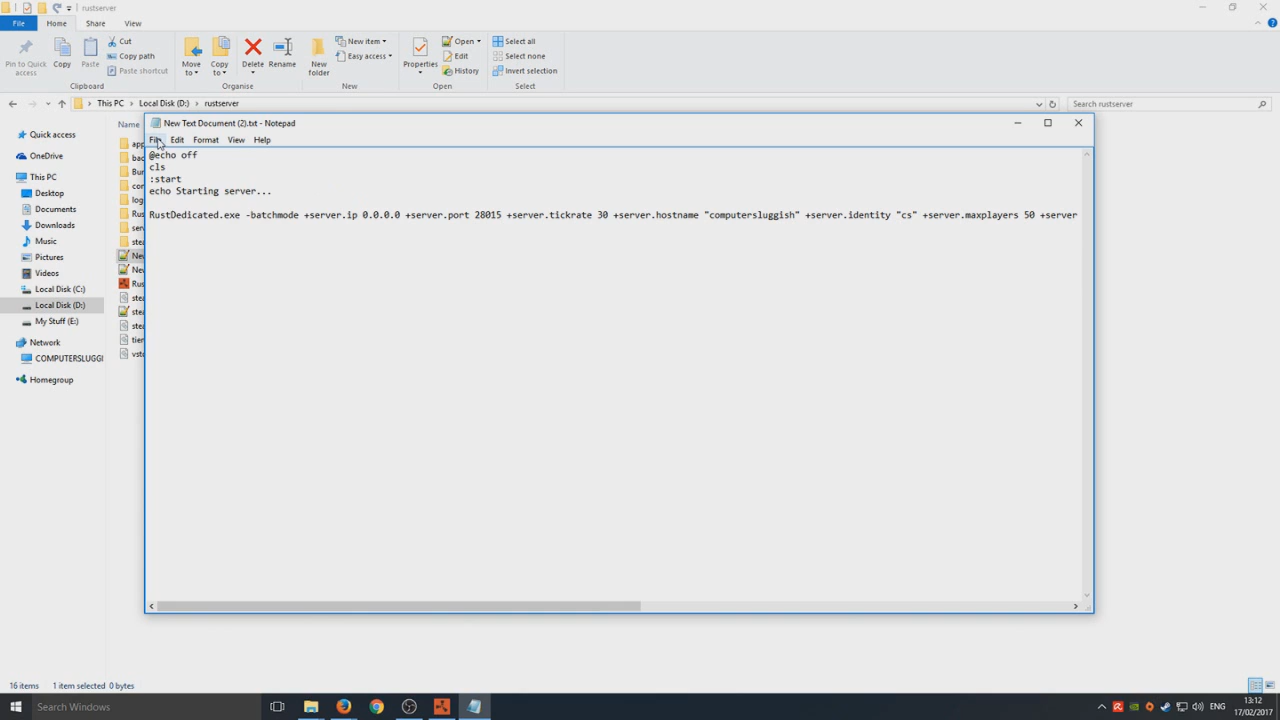 rustserver
File Home Share View
Pin to Quick access
Copy
Paste
Cut
Copy path
Paste shortcut
Clipboard
Move to
Copy to
Delete
Rename
Organise
New folder
New item
Easy access
New
Properties
Open
Edit
History
Open
Select all
Select none
Invert selection
Select
This PC Local Disk (D:) rustserver
Search rustserver
Name
Quick access
OneDrive
This PC
Desktop
Documents
Downloads
Music
Pictures
Videos
Local Disk (C:)
Local Disk (D:)
My Stuff (E:)
Network
COMPUTERSLUGGI
Homegroup
New Text Document (2).txt - Notepad
File Edit Format View Help
@echo off
cls
:start
echo Starting server...
RustDedicated.exe -batchmode +server.ip 0.0.0.0 +server.port 28015 +server.tickrate 30 +server.hostname "computersluggish" +server.identity "cs" +server.maxplayers 50 +server
16 items 1 item selected 0 bytes
Search Windows
ENG
13:12
17/02/2017